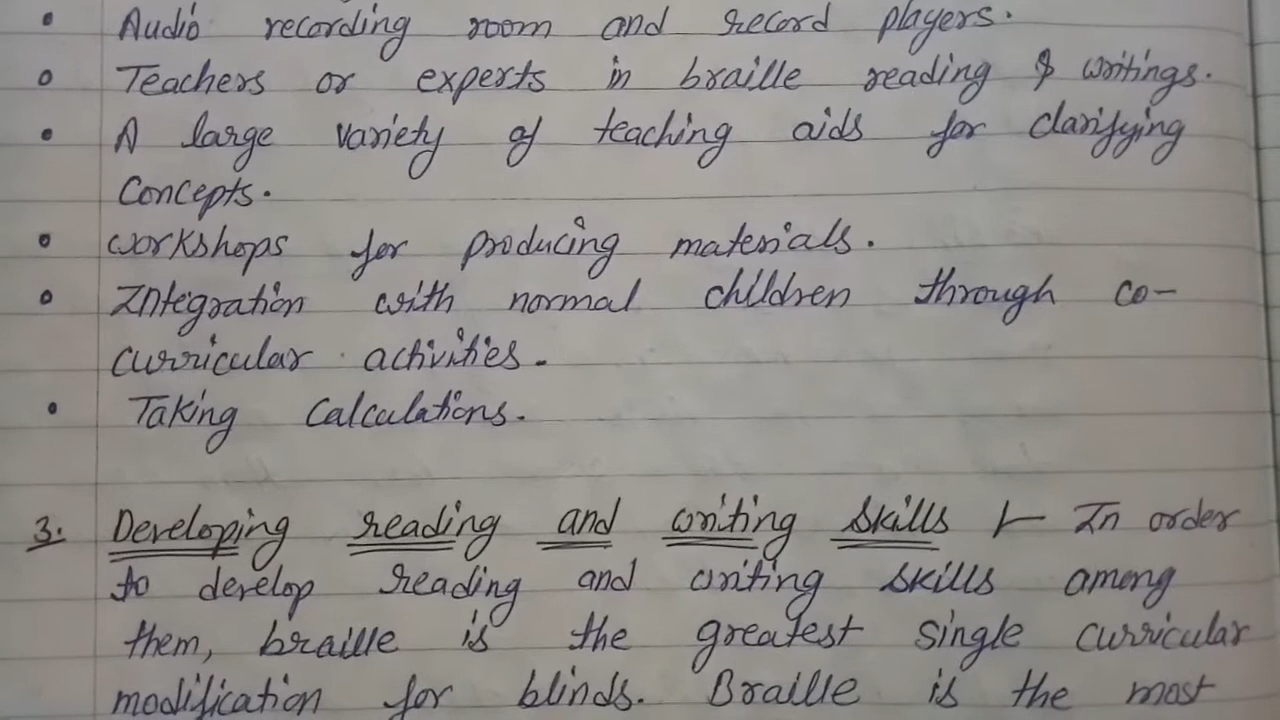 • Audio recording room and record players.
• Teachers or experts in braille reading & writings.
• A large variety of teaching aids for clarifying
concepts.
• workshops for producing materials.
• Integration with normal children through co-
curricular activities.
• Taking Calculations.
3. Developing reading and writing skills :- In order
to develop reading and writing skills among
them, braille is the greatest single curricular
modification for blinds. Braille is the most